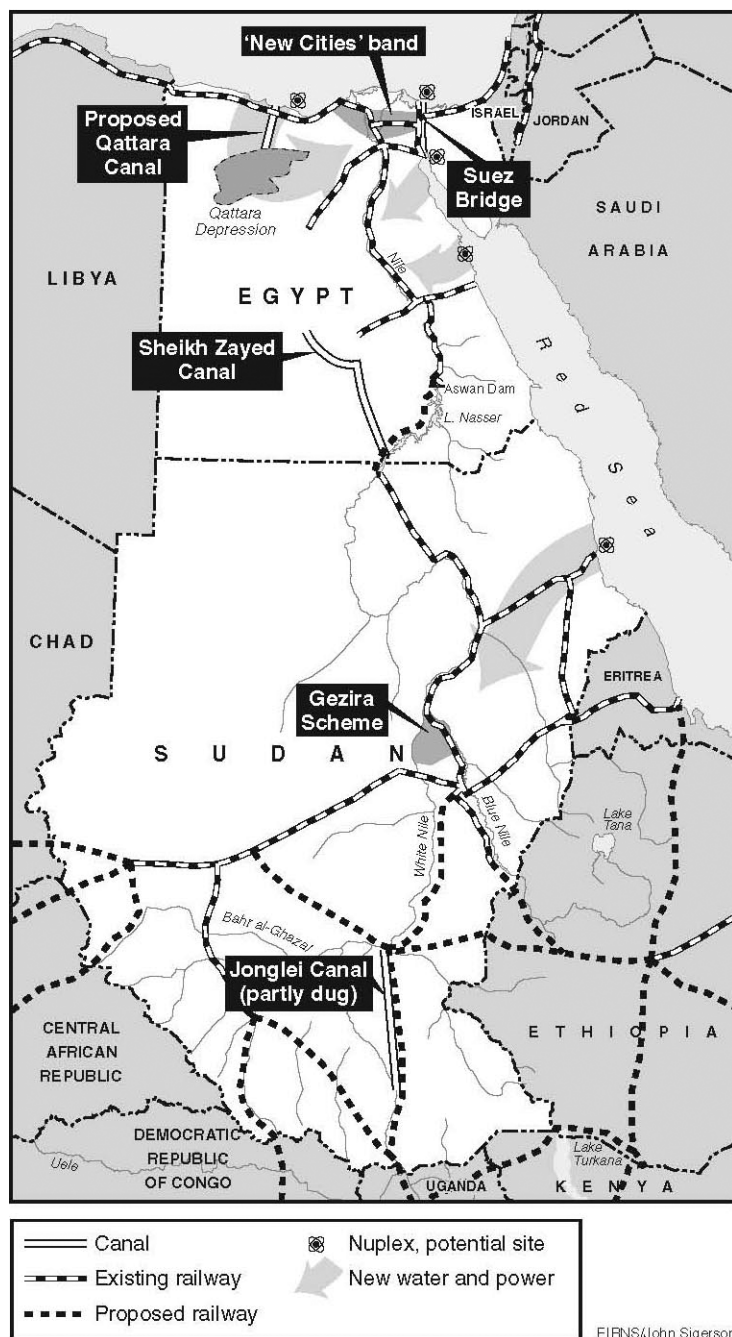 'New Cities' band
Proposed
Qattara
Canal
ISRAEL
JORDAN
Suez
Bridge
Qattara
Depression
SAUDI
ARABIA
LIBYA
Nile
EGYPT
Sheikh Zayed
Canal
Red Sea
Aswan Dam
L. Nasser
CHAD
ERITREA
Gezira
Scheme
SUDAN
Lake
Tana
Blue Nile
White Nile
Bahr al-Ghazal
Jonglei Canal
(partly dug)
CENTRAL
AFRICAN
REPUBLIC
ETHIOPIA
DEMOCRATIC
REPUBLIC
OF CONGO
Uele
Lake
Turkana
UGANDA
KENYA
Canal
Nuplex, potential site
Existing railway
New water and power
Proposed railway
EIRNS/John Sigerson